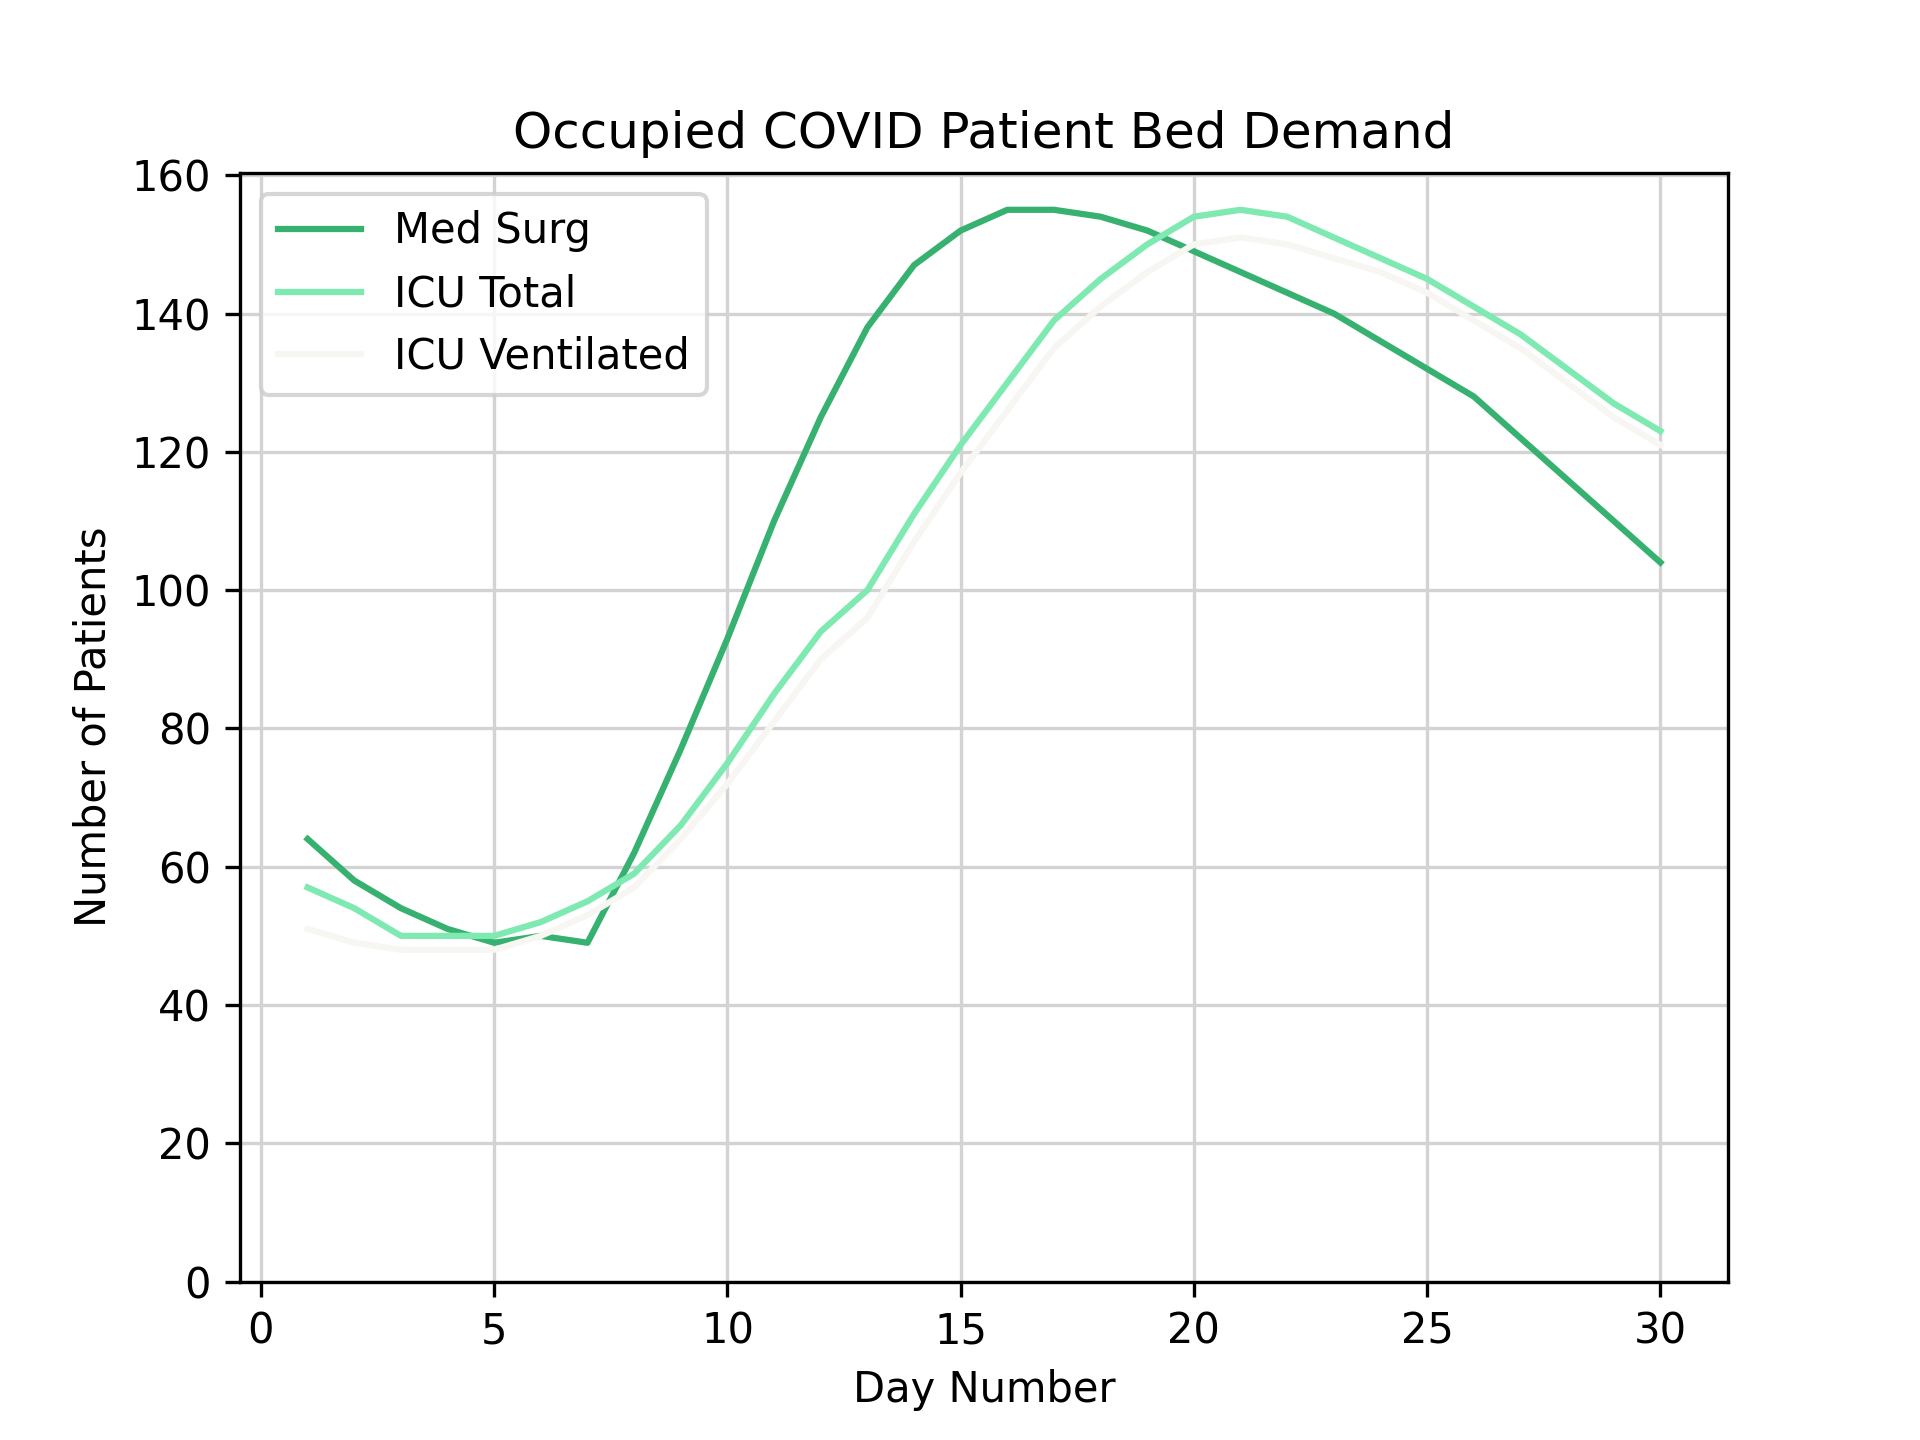 Occupied COVID Patient Bed Demand
Med Surg
ICU Total
ICU Ventilated
Number of Patients
160
140
120
100
80
60
40
20
0
0 5 10 15 20 25 30
Day Number